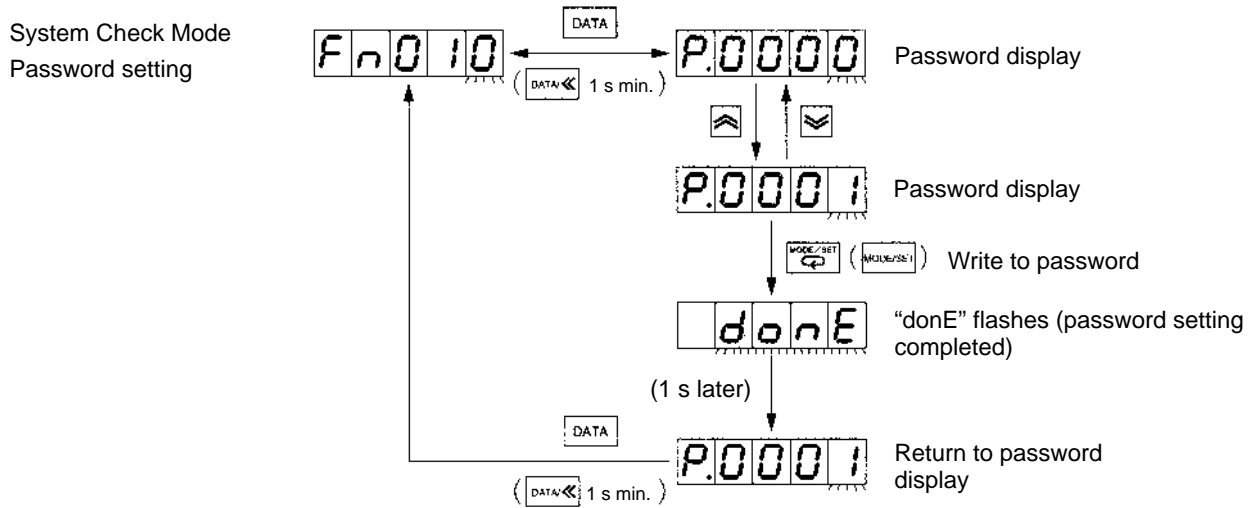 System Check Mode
Password setting
Fn010
DATA
( DATA/≪ 1 s min. )
P.0000
Password display
P.0001
Password display
MODE/SET ( MODE/SET )
Write to password
donE
“donE” flashes (password setting
completed)
(1 s later)
DATA
( DATA/≪ 1 s min. )
P.0001
Return to password
display